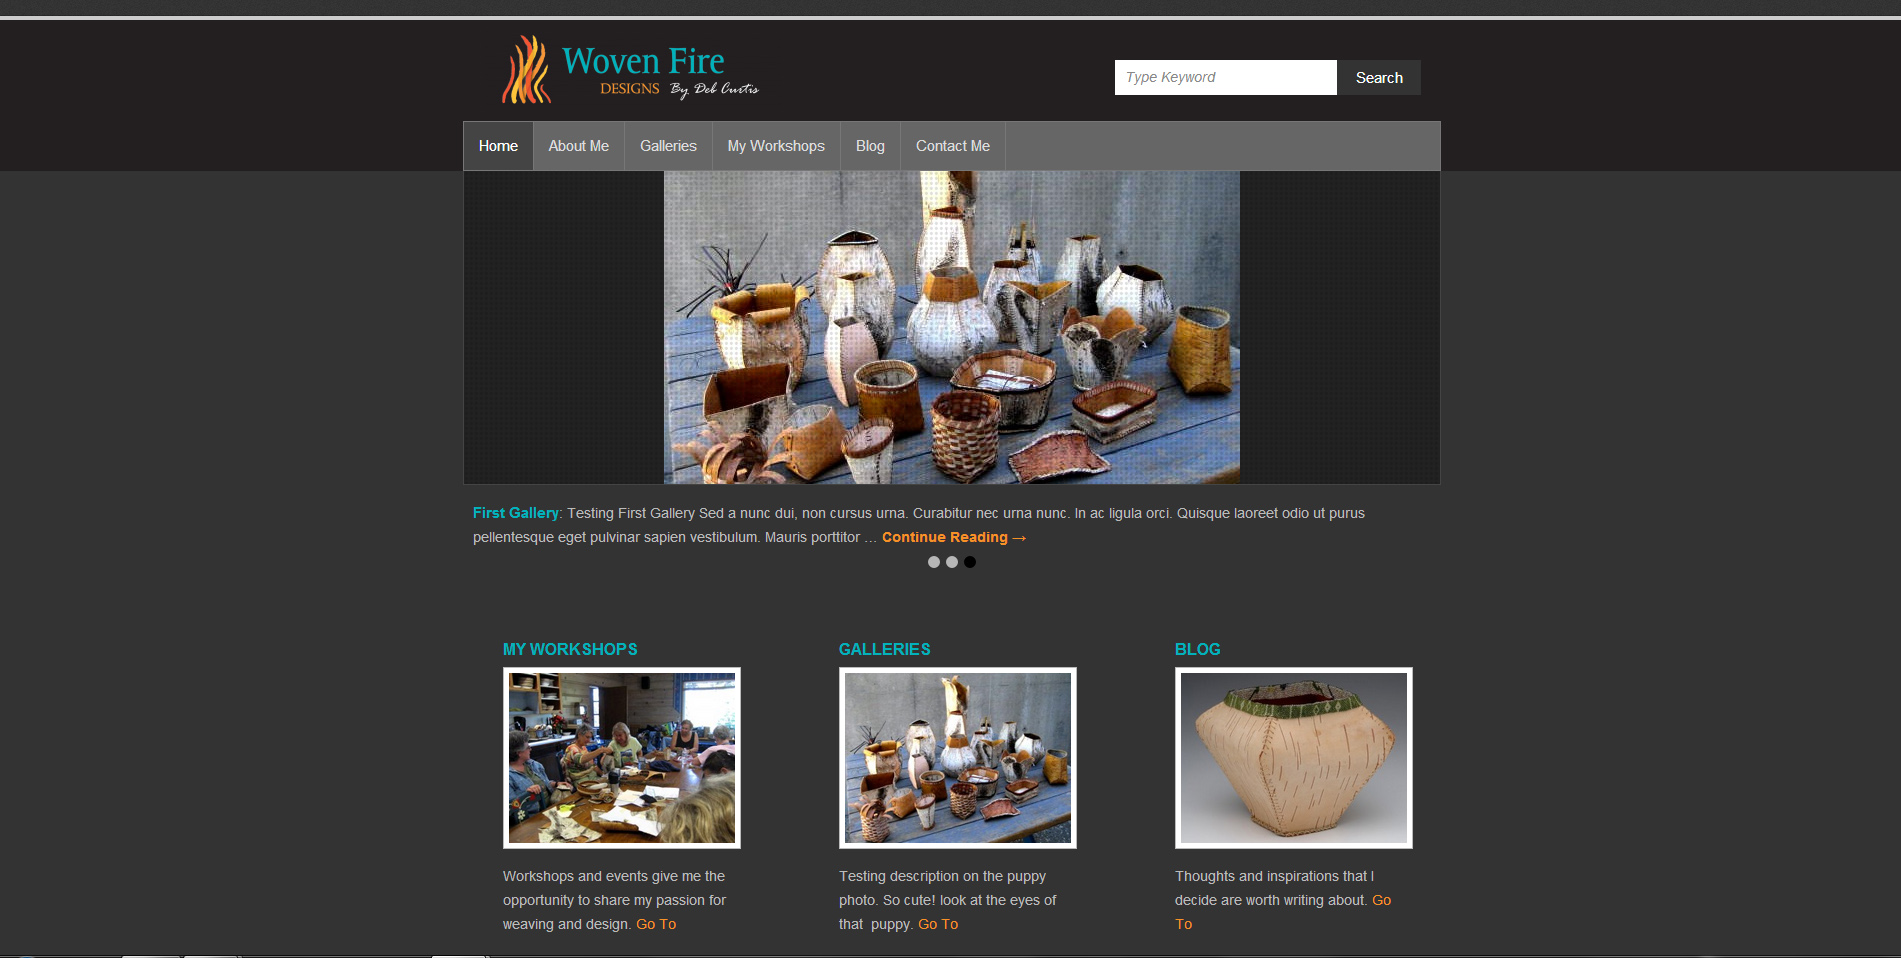 Woven Fire
DESIGNS By Deb Curtis
Type Keyword
Search
Home
About Me
Galleries
My Workshops
Blog
Contact Me
First Gallery: Testing First Gallery Sed a nunc dui, non cursus urna. Curabitur nec urna nunc. In ac ligula orci. Quisque laoreet odio ut purus
pellentesque eget pulvinar sapien vestibulum. Mauris porttitor ... Continue Reading →
MY WORKSHOPS
Workshops and events give me the
opportunity to share my passion for
weaving and design. Go To
GALLERIES
Testing description on the puppy
photo. So cute! look at the eyes of
that  puppy. Go To
BLOG
Thoughts and inspirations that I
decide are worth writing about. Go
To